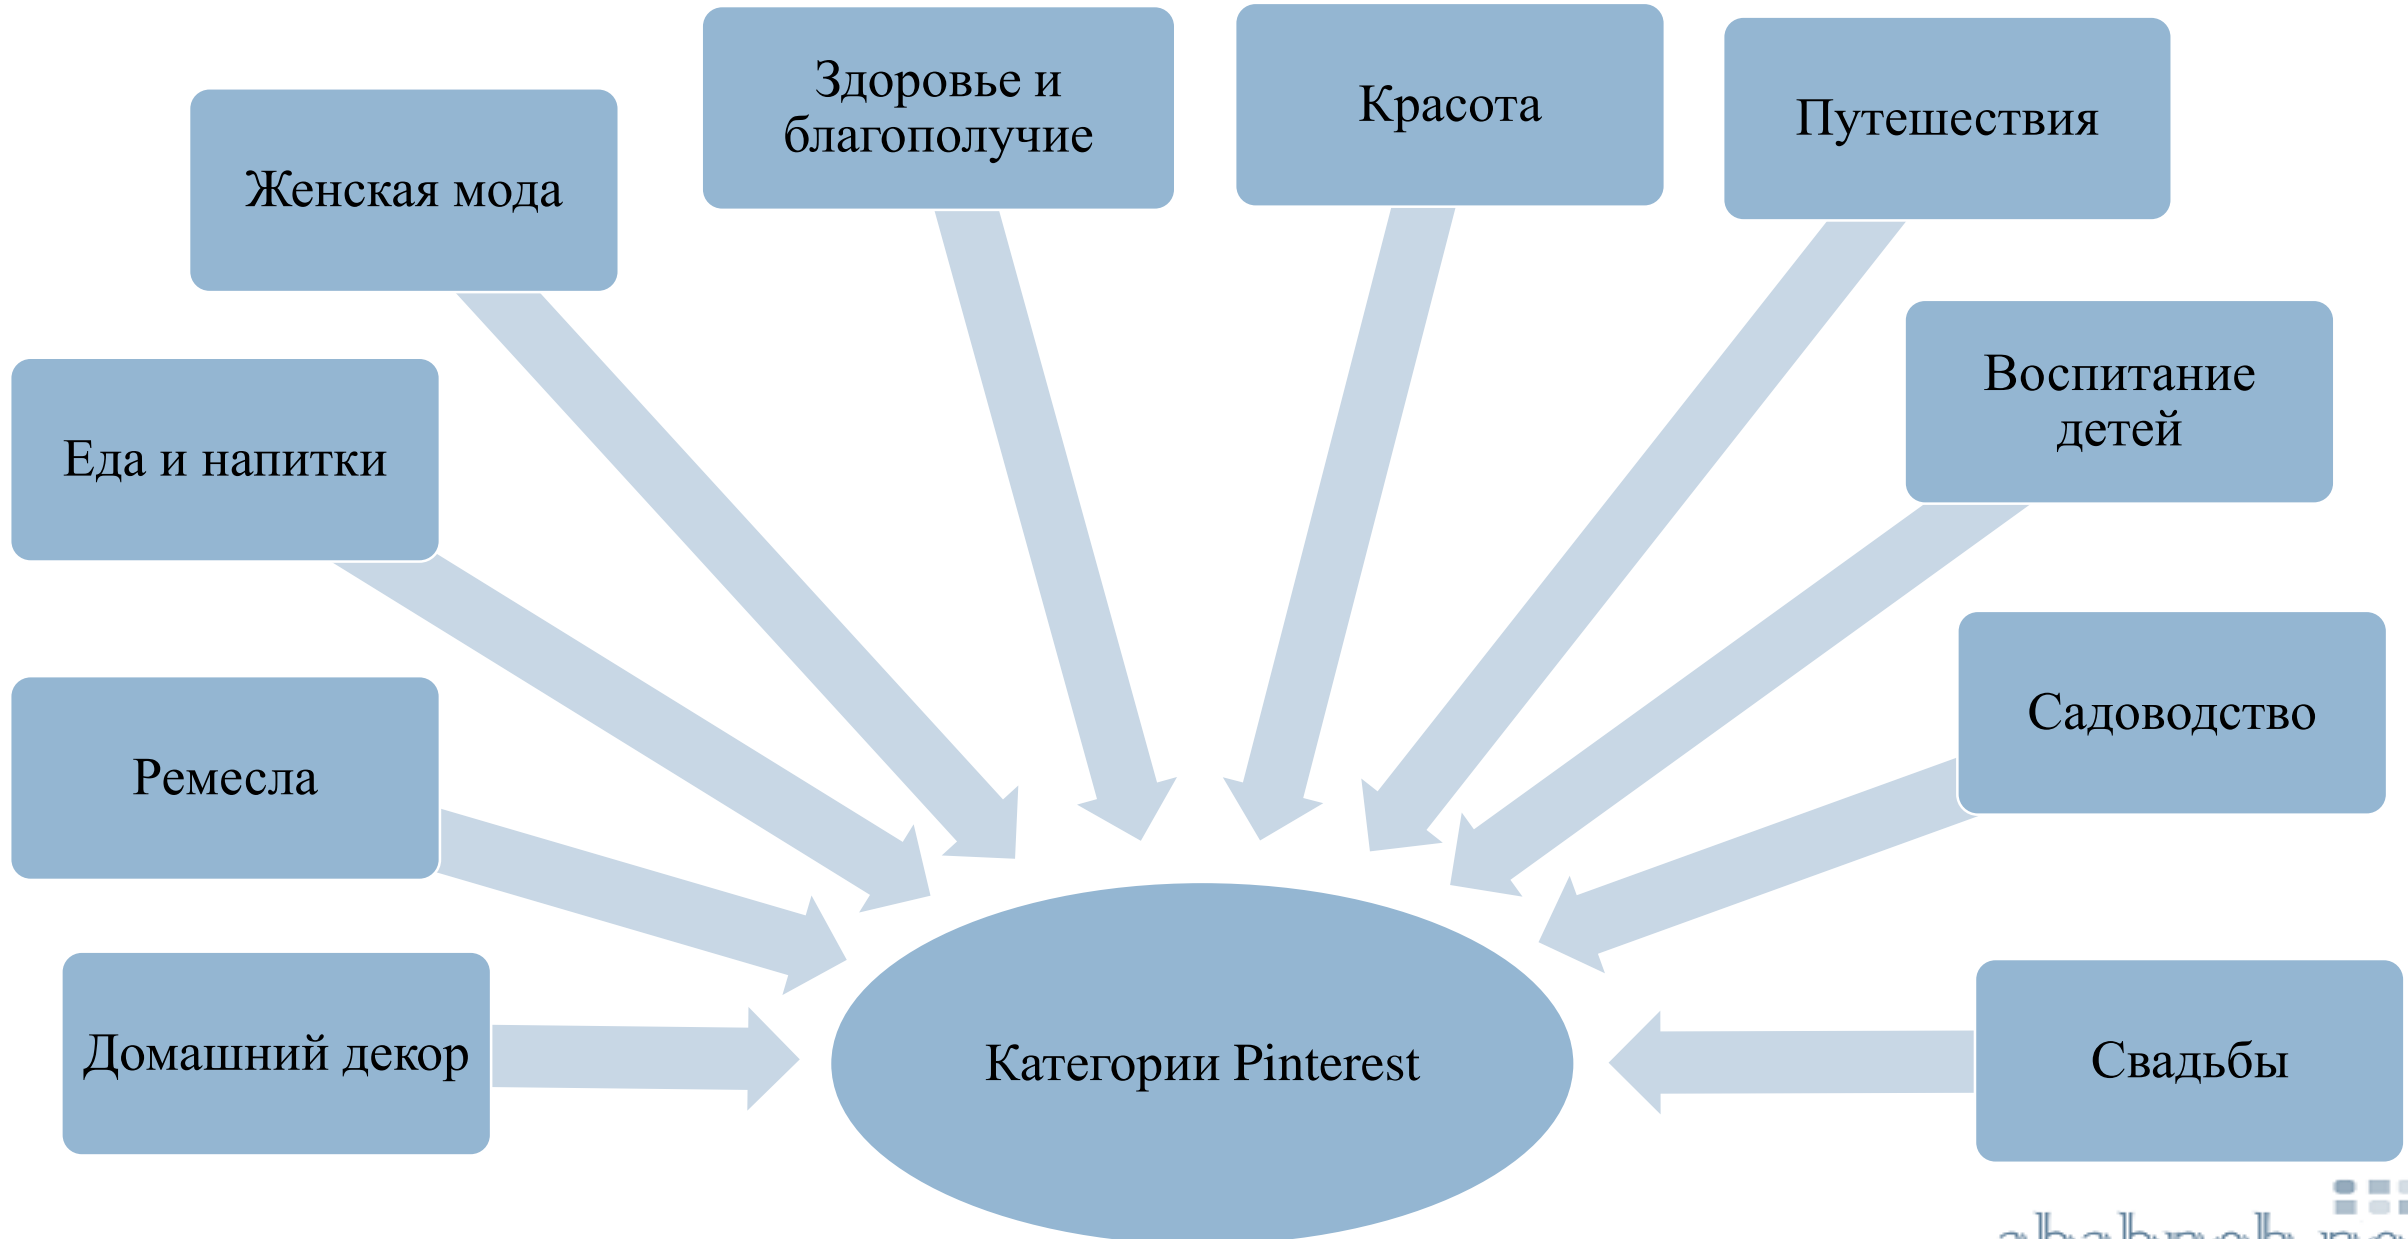 Здоровье и
благополучие
Красота
Путешествия
Женская мода
Воспитание
детей
Еда и напитки
Садоводство
Ремесла
Домашний декор
Категории Pinterest
Свадьбы